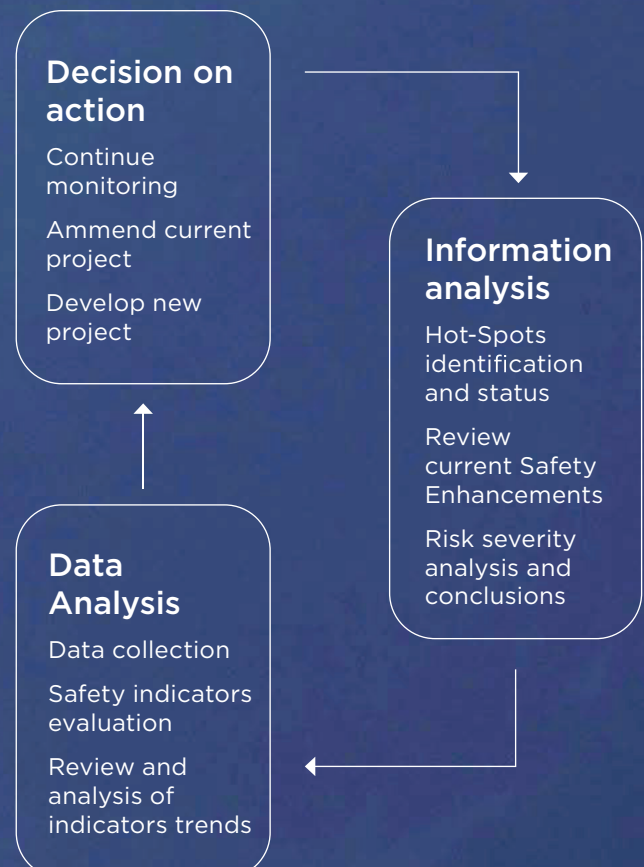 Decision on
action
Continue
monitoring
Ammend current
project
Develop new
project
Information
analysis
Hot-Spots
identification
and status
Review
current Safety
Enhancements
Risk severity
analysis and
conclusions
Data
Analysis
Data collection
Safety indicators
evaluation
Review and
analysis of
indicators trends